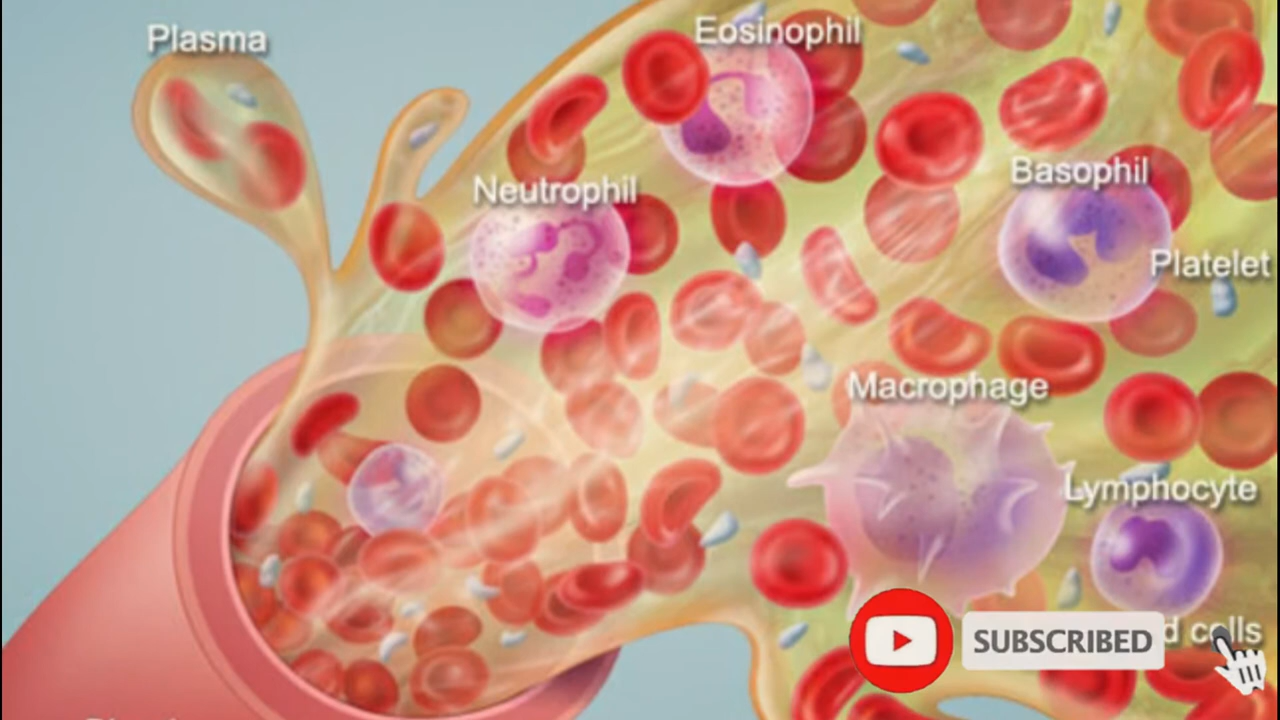 Plasma
Eosinophil
Neutrophil
Basophil
Platelet
Macrophage
Lymphocyte
SUBSCRIBED
cells